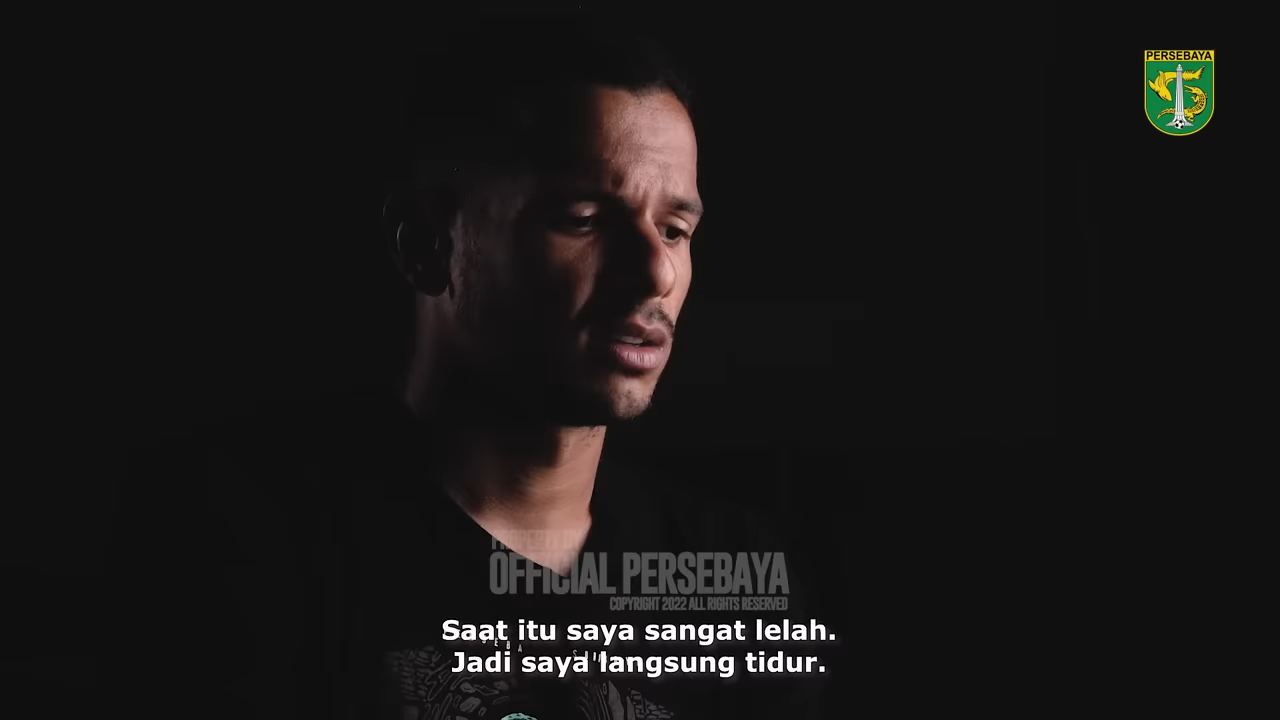 PERSEBAYA
OFFICIAL PERSEBAYA
COPYRIGHT 2022 ALL RIGHTS RESERVED
Saat itu saya sangat lelah.
Jadi saya langsung tidur.